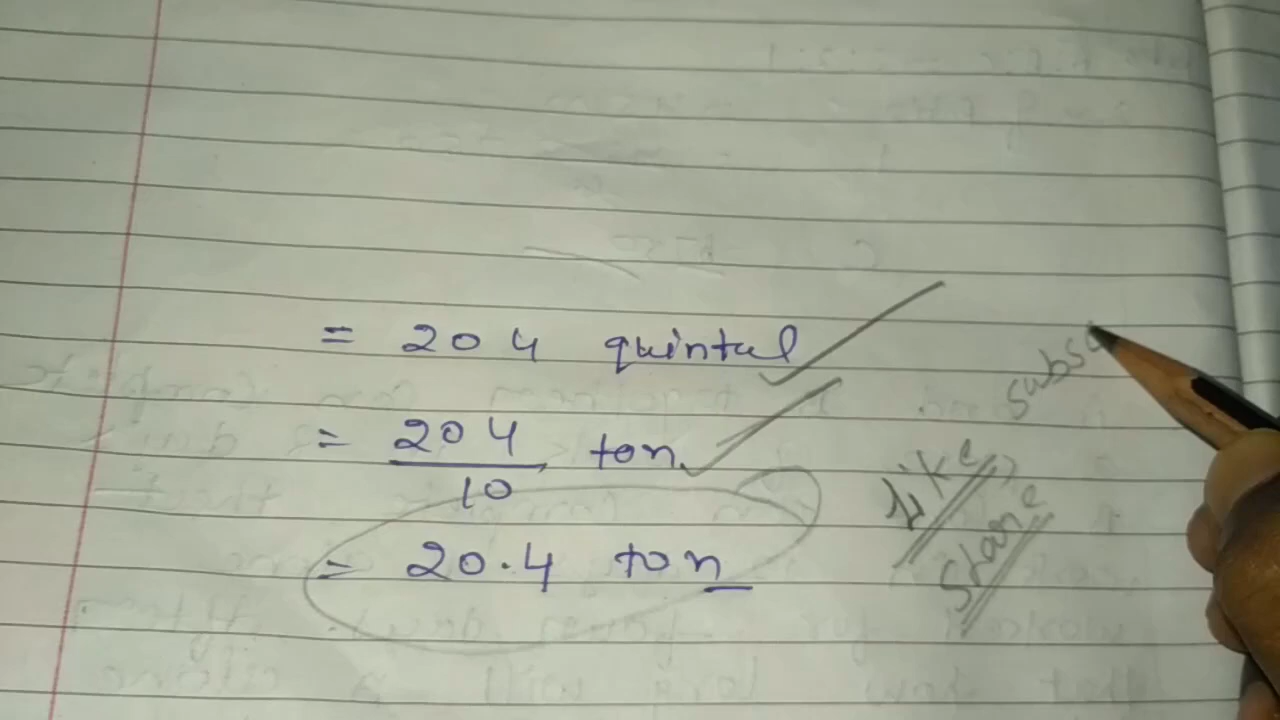 = 204 quintal
= 204/10 ton
= 20.4 ton
Like,
Share
Subsc